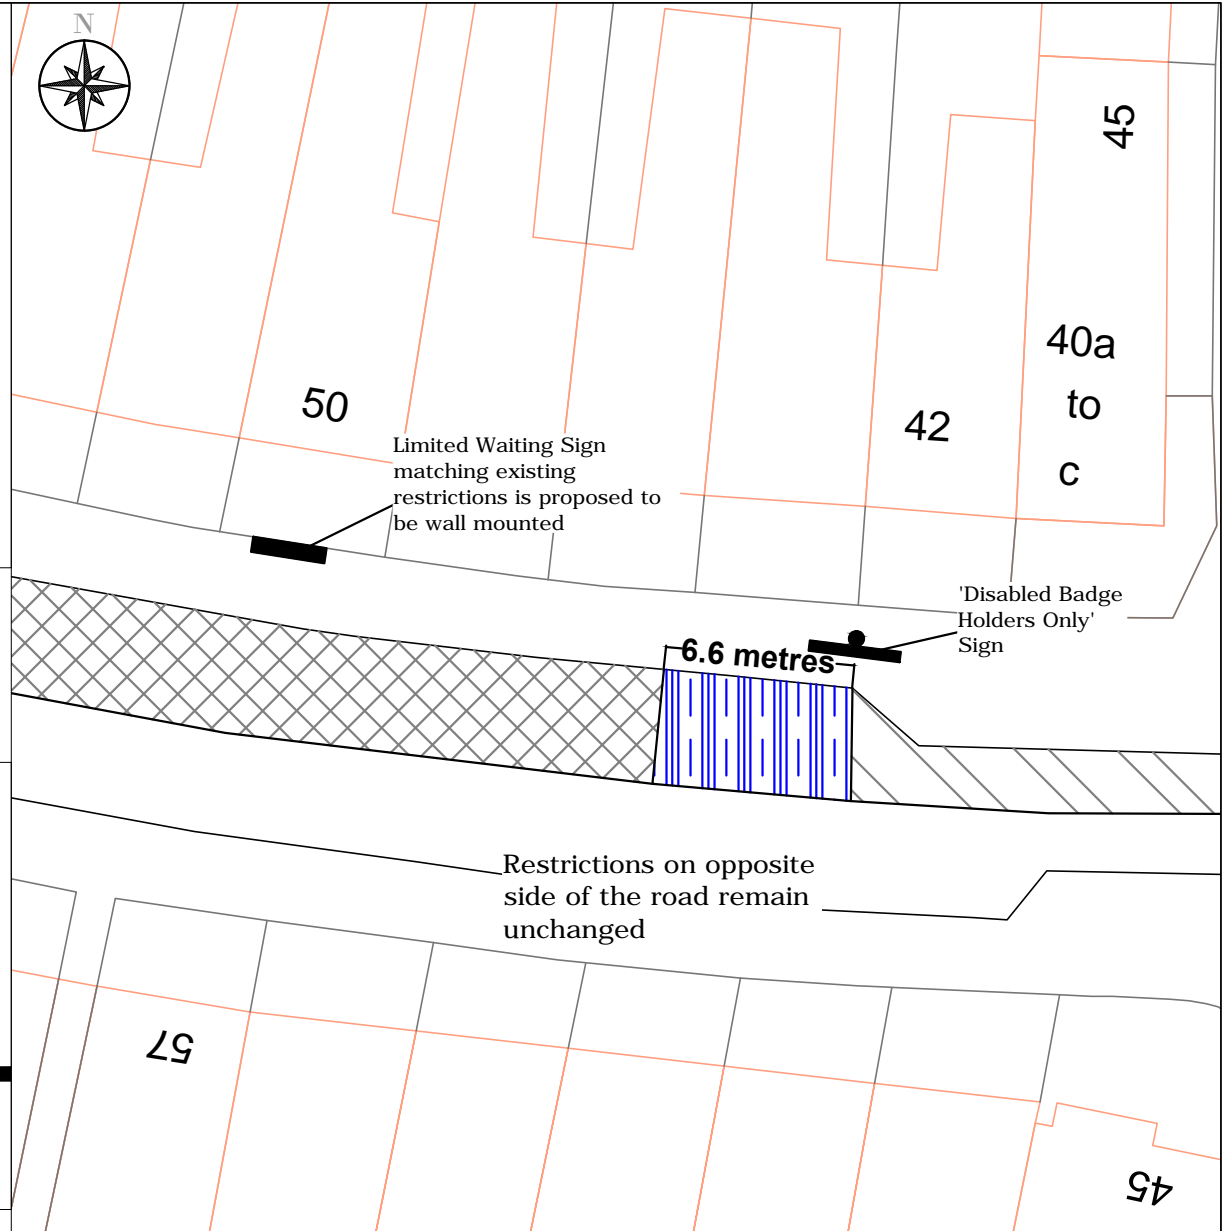 N
45
40a
to
c
50
42
Limited Waiting Sign
matching existing
restrictions is proposed to
be wall mounted
'Disabled Badge
Holders Only'
Sign
6.6 metres
Restrictions on opposite
side of the road remain
unchanged
57
45